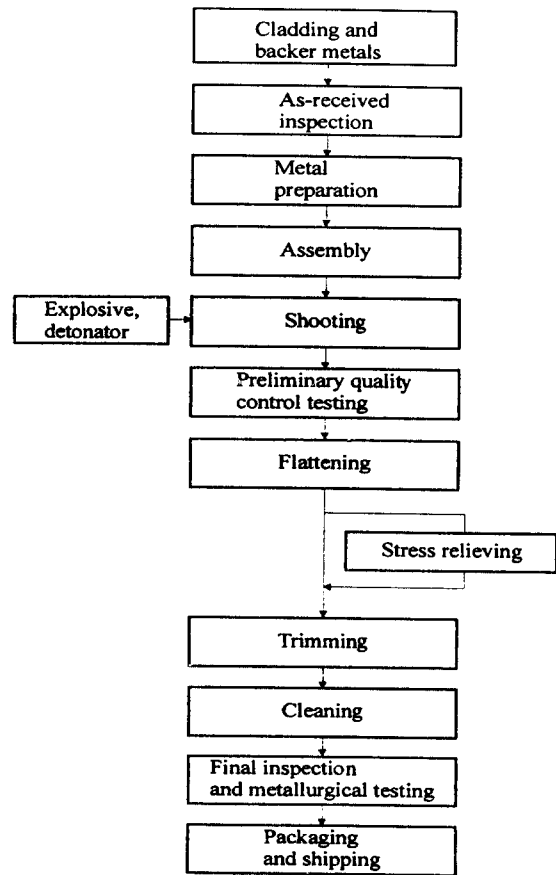 Cladding and
backer metals
As-received
inspection
Metal
preparation
Assembly
Explosive,
detonator
Shooting
Preliminary quality
control testing
Flattening
Stress relieving
Trimming
Cleaning
Final inspection
and metallurgical testing
Packaging
and shipping